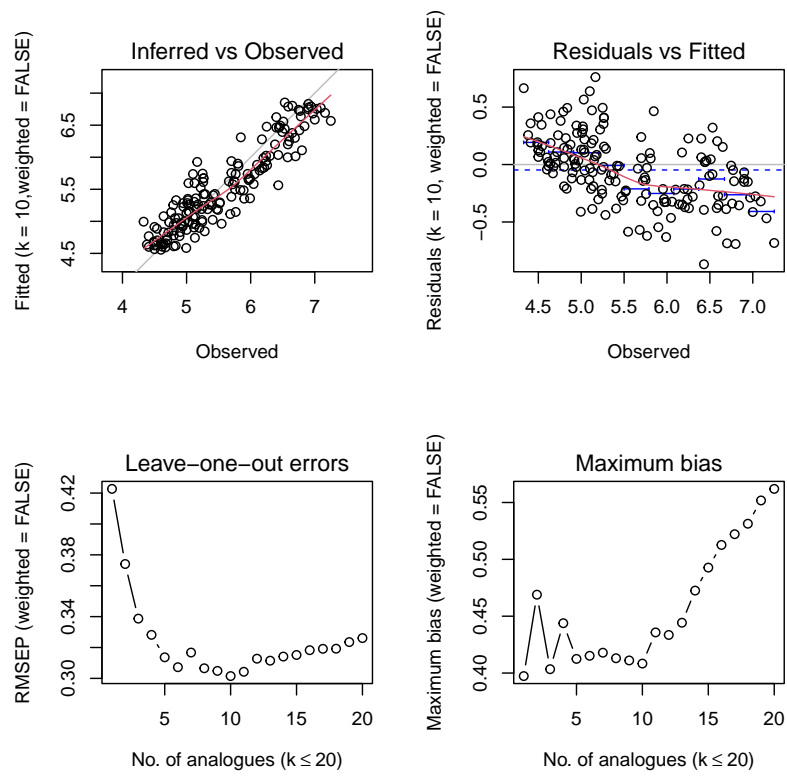 Inferred vs Observed
Fitted (k = 10,weighted = FALSE)
6.5
5.5
4.5
4 5 6 7
Observed
Residuals vs Fitted
Residuals (k = 10, weighted = FALSE)
0.5
0.0
−0.5
4.5 5.0 5.5 6.0 6.5 7.0
Observed
Leave−one−out errors
RMSEP (weighted = FALSE)
0.42
0.38
0.34
0.30
5 10 15 20
No. of analogues (k ≤ 20)
Maximum bias
Maximum bias (weighted = FALSE)
0.55
0.50
0.45
0.40
5 10 15 20
No. of analogues (k ≤ 20)